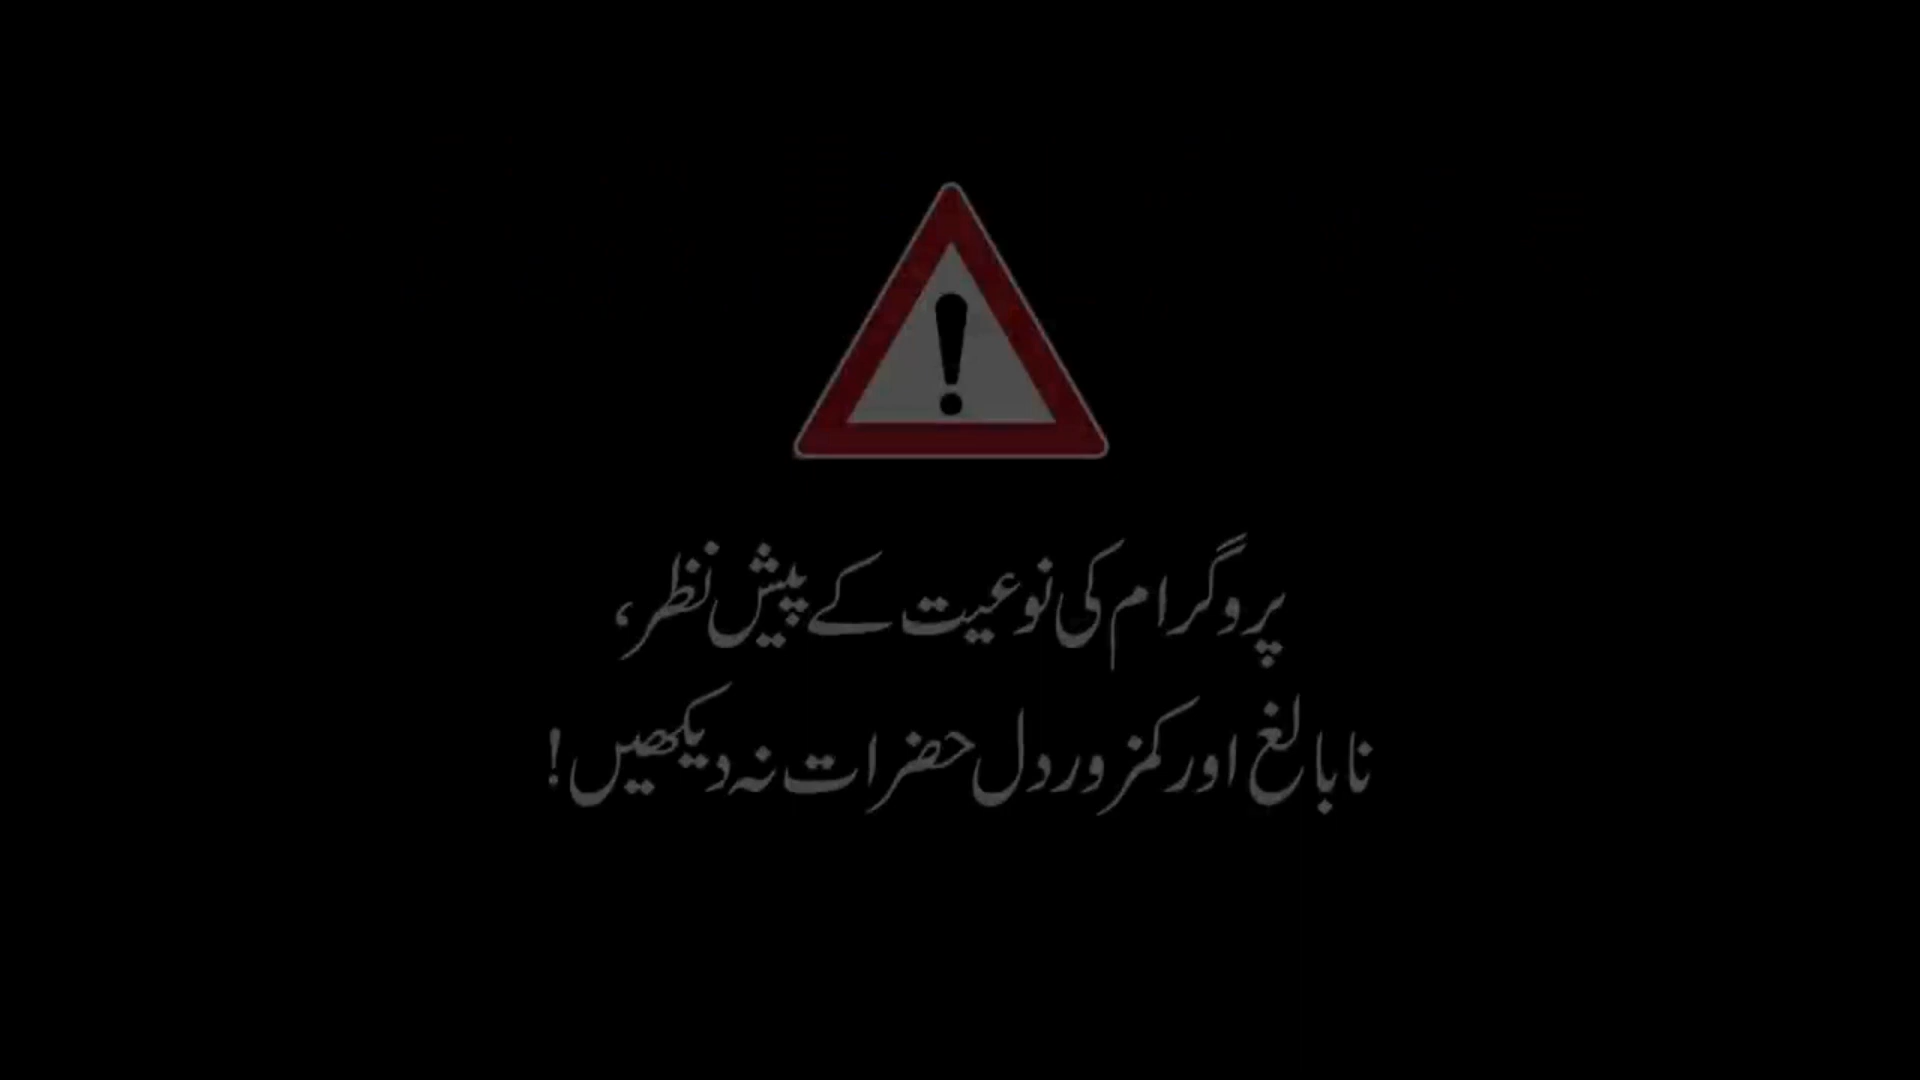 پروگرام کی نوعیت کے پیش نظر،
نابالغ اور کمزور دل حضرات نہ دیکھیں!